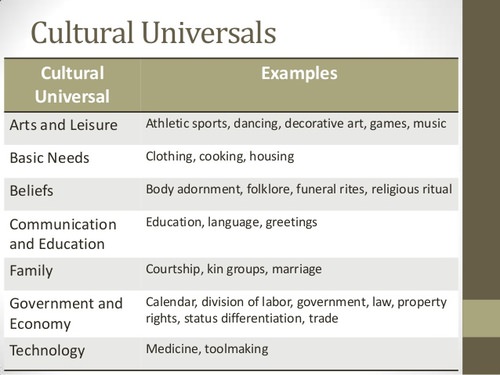 Cultural Universals
Cultural Universal Examples
Arts and Leisure Athletic sports, dancing, decorative art, games, music
Basic Needs Clothing, cooking, housing
Beliefs Body adornment, folklore, funeral rites, religious ritual
Communication and Education Education, language, greetings
Family Courtship, kin groups, marriage
Government and Economy Calendar, division of labor, government, law, property rights, status differentiation, trade
Technology Medicine, toolmaking